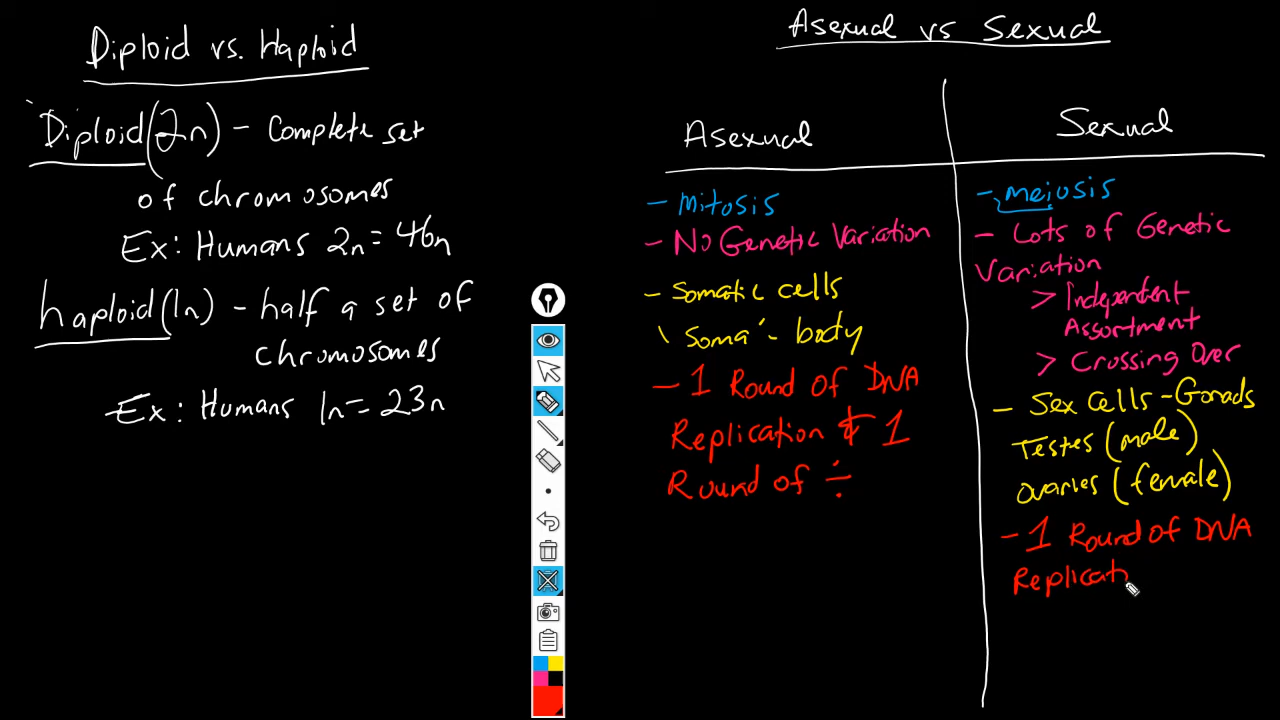 Diploid vs. Haploid
Diploid (2n) - Complete set
of chromosomes
Ex: Humans 2n = 46n
haploid (1n) - half a set of
chromosomes
Ex: Humans 1n = 23n
Asexual vs Sexual
Asexual
- Mitosis
- No Genetic Variation
- Somatic cells
\ Soma - body
- 1 Round of DNA
Replication & 1
Round of ÷
Sexual
- meiosis
- Lots of Genetic
Variation
> Independent
Assortment
> Crossing Over
- Sex Cells - Gonads
Testes (male)
Ovaries (female)
- 1 Round of DNA
Replicat